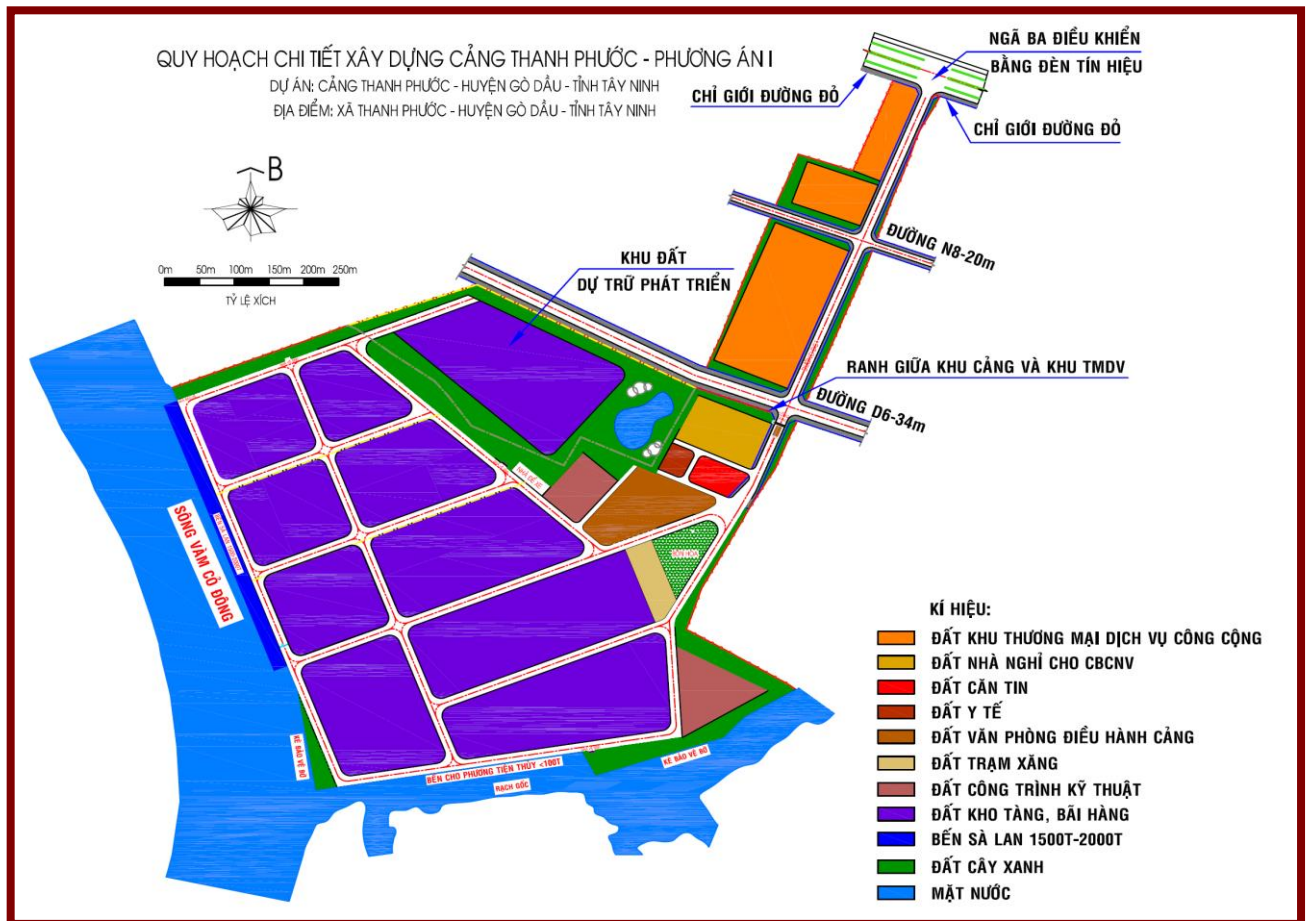 QUY HOẠCH CHI TIẾT XÂY DỰNG CẢNG THANH PHƯỚC - PHƯƠNG ÁN I
DỰ ÁN: CẢNG THANH PHƯỚC - HUYỆN GÒ DẦU - TỈNH TÂY NINH
ĐỊA ĐIỂM: XÃ THANH PHƯỚC - HUYỆN GÒ DẦU - TỈNH TÂY NINH
NGÃ BA ĐIỀU KHIỂN
BẰNG ĐÈN TÍN HIỆU
CHỈ GIỚI ĐƯỜNG ĐỎ
CHỈ GIỚI ĐƯỜNG ĐỎ
B
0m 50m 100m 150m 200m 250m
TỶ LỆ XÍCH
ĐƯỜNG N8-20m
KHU ĐẤT
DỰ TRỮ PHÁT TRIỂN
RANH GIỮA KHU CẢNG VÀ KHU TMDV
ĐƯỜNG D6-34m
NHÀ ĐỂ XE
SÔNG VÀM CỎ ĐÔNG
KÈ BẢO VỆ BỜ
BẾN CHO PHƯƠNG TIỆN THỦY <100T
KÈ BẢO VỆ BỜ
RẠCH GỐC
KÍ HIỆU:
ĐẤT KHU THƯƠNG MẠI DỊCH VỤ CÔNG CỘNG
ĐẤT NHÀ NGHỈ CHO CBCNV
ĐẤT CĂN TIN
ĐẤT Y TẾ
ĐẤT VĂN PHÒNG ĐIỀU HÀNH CẢNG
ĐẤT TRẠM XĂNG
ĐẤT CÔNG TRÌNH KỸ THUẬT
ĐẤT KHO TÀNG, BÃI HÀNG
BẾN SÀ LAN 1500T-2000T
ĐẤT CÂY XANH
MẶT NƯỚC